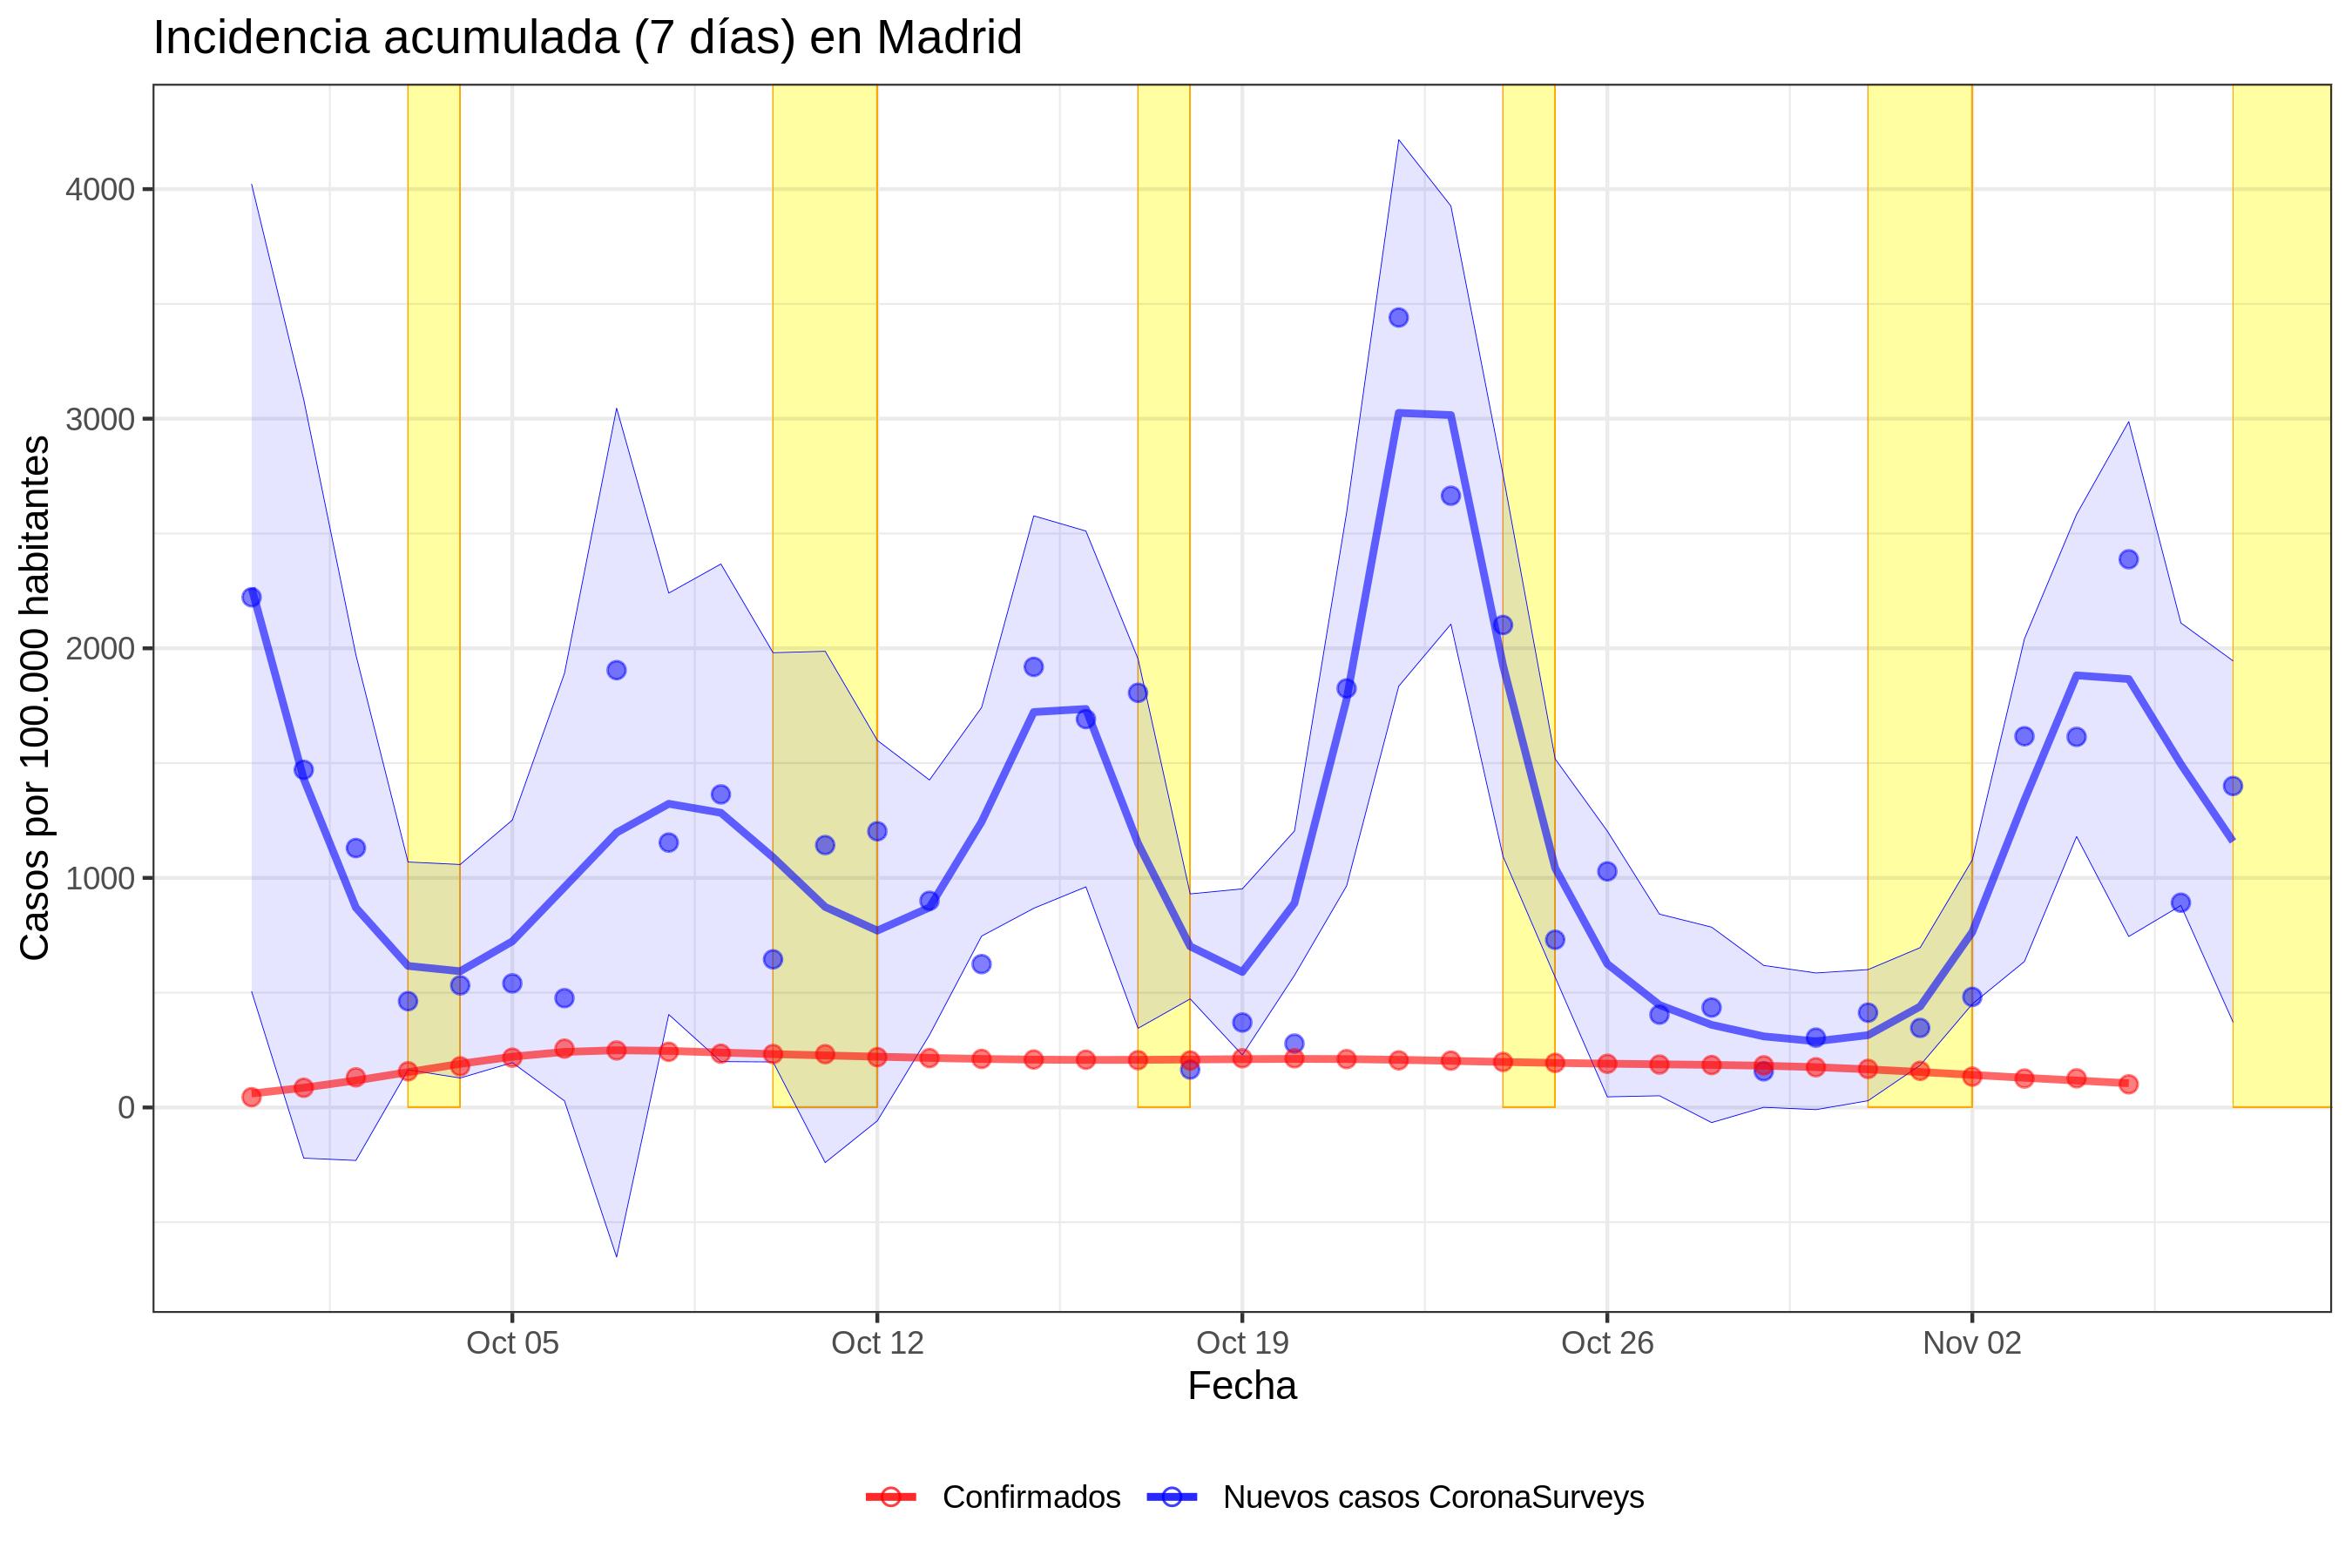 Incidencia acumulada (7 días) en Madrid
Casos por 100.000 habitantes
4000
3000
2000
1000
0
Oct 05
Oct 12
Oct 19
Oct 26
Nov 02
Fecha
Confirmados
Nuevos casos CoronaSurveys